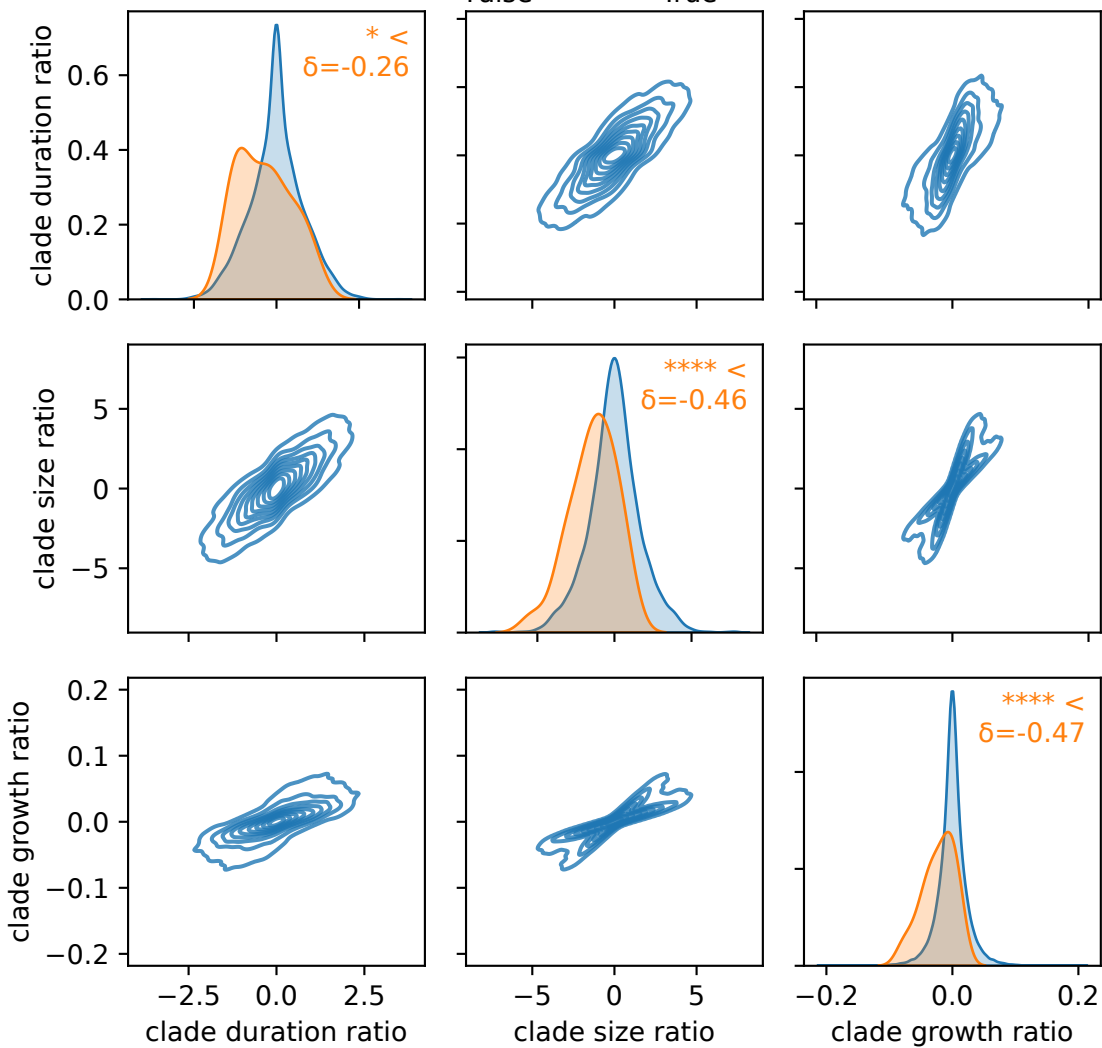 False True
clade duration ratio
0.6
0.4
0.2
0.0
* <
δ=-0.26
clade size ratio
5
0
−5
**** <
δ=-0.46
clade growth ratio
0.2
0.1
0.0
−0.1
−0.2
**** <
δ=-0.47
−2.5 0.0 2.5
−5 0 5
−0.2 0.0 0.2
clade duration ratio
clade size ratio
clade growth ratio